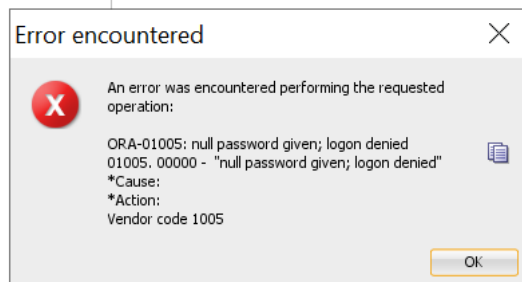 Error encountered
An error was encountered performing the requested
operation:
ORA-01005: null password given; logon denied
01005. 00000 -  "null password given; logon denied"
*Cause:
*Action:
Vendor code 1005
OK